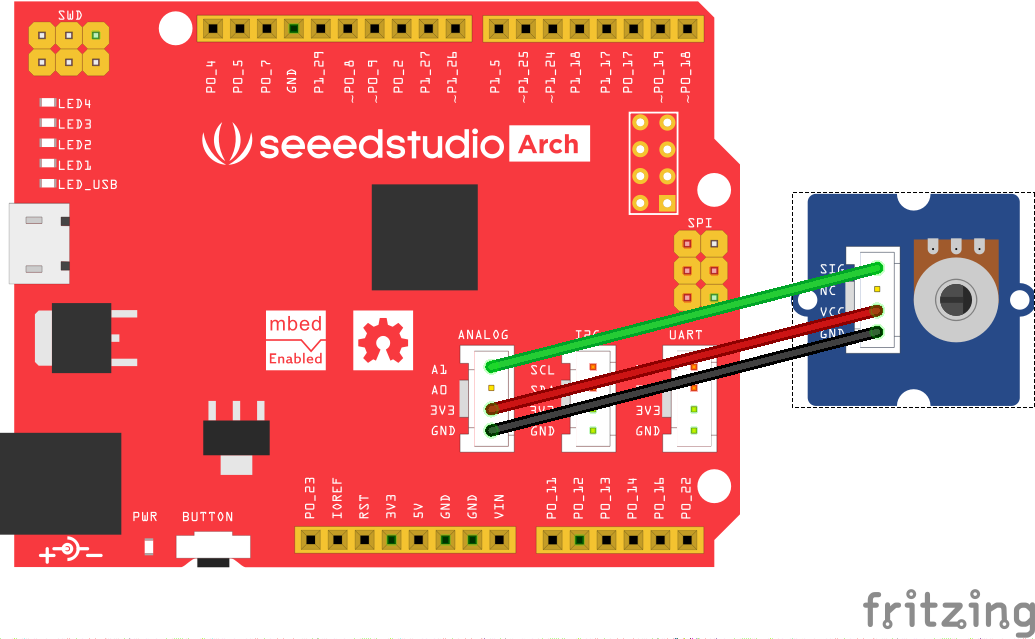 SWD
P0_4
P0_5
P0_7
GND
P1_29
~P0_8
~P0_9
P0_2
P1_27
~P1_26
P1_5
~P1_25
~P1_24
P1_18
P1_17
P0_17
~P0_19
~P0_18
LED4
LED3
LED2
LED1
LED_USB
seeedstudio Arch
SPI
mbed
Enabled
ANALOG
A1
A0
3V3
GND
SCL
3V3
GND
UART
3V3
GND
SIG
NC
VCC
GND
P0_23
IOREF
RST
3V3
5V
GND
GND
VIN
P0_11
P0_12
P0_13
P0_14
P0_16
P0_22
PWR
BUTTON
fritzing